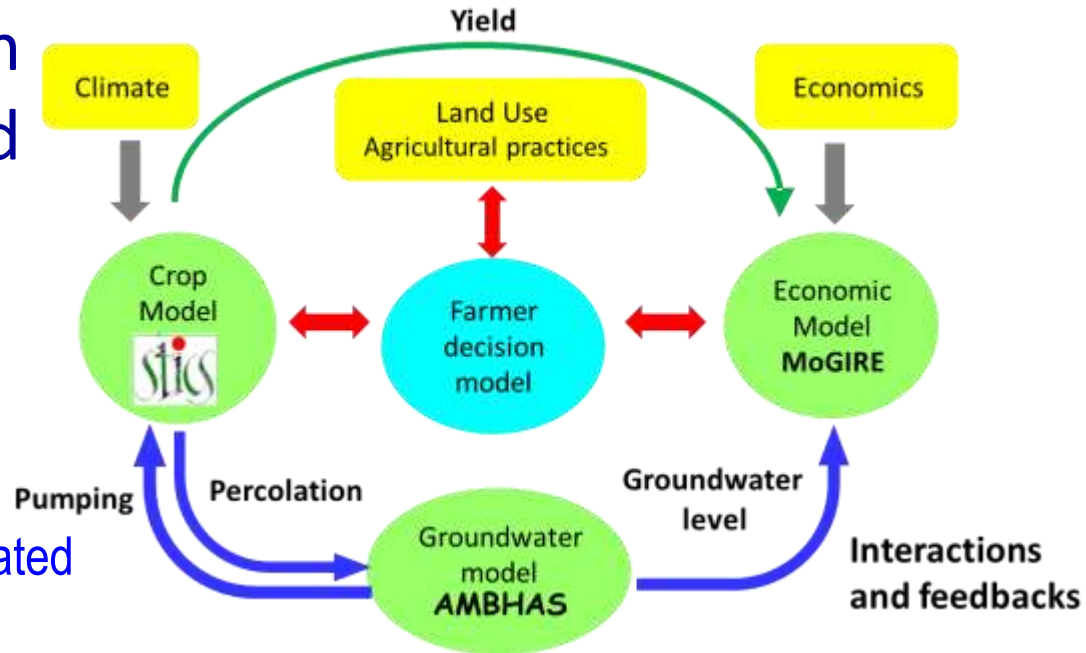 Yield
n
d
Climate
Land Use
Agricultural practices
Economics
Crop
Model
stics
Farmer
decision
model
Economic
Model
MoGIRE
Pumping
Percolation
Groundwater
level
ated
Groundwater
model
AMBHAS
Interactions
and feedbacks